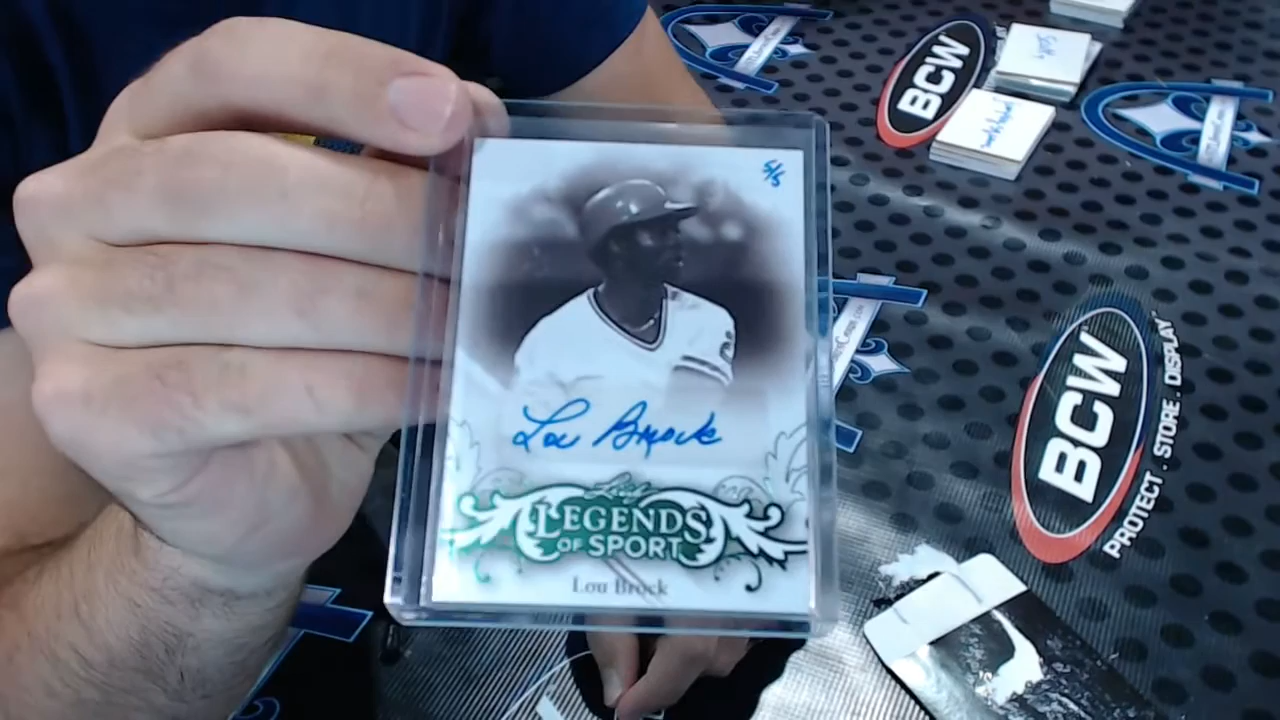 5/5
Lou Brock
Leaf
LEGENDS
OF SPORT
Lou Brock
BCW
BCW
PROTECT . STORE . DISPLAY